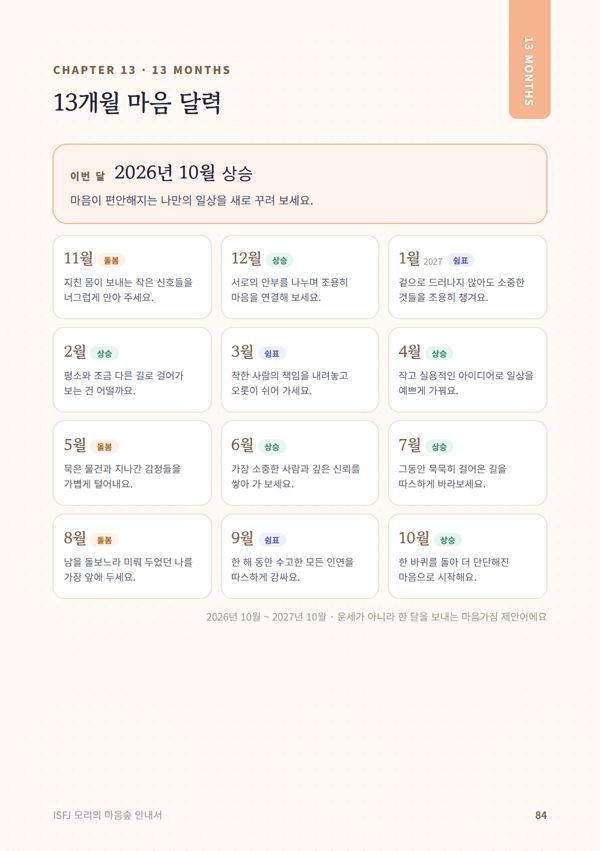 13 MONTHS
CHAPTER 13 · 13 MONTHS
13개월 마음 달력
이번 달 2026년 10월 상승
마음이 편안해지는 나만의 일상을 새로 꾸려 보세요.
11월 돌봄
지친 몸이 보내는 작은 신호들을
너그럽게 안아 주세요.
12월 상승
서로의 안부를 나누며 조용히
마음을 연결해 보세요.
1월 2027 쉼표
겉으로 드러나지 않아도 소중한
것들을 조용히 챙겨요.
2월 상승
평소와 조금 다른 길로 걸어가
보는 건 어떨까요.
3월 쉼표
착한 사람의 책임을 내려놓고
오롯이 쉬어 가세요.
4월 상승
작고 실용적인 아이디어로 일상을
예쁘게 가꿔요.
5월 돌봄
묵은 물건과 지나간 감정들을
가볍게 털어내요.
6월 상승
가장 소중한 사람과 깊은 신뢰를
쌓아 가 보세요.
7월 상승
그동안 묵묵히 걸어온 길을
따스하게 바라보세요.
8월 돌봄
남을 돌보느라 미뤄 두었던 나를
가장 앞에 두세요.
9월 쉼표
한 해 동안 수고한 모든 인연을
따스하게 감싸요.
10월 상승
한 바퀴를 돌아 더 단단해진
마음으로 시작해요.
2026년 10월 ~ 2027년 10월 · 운세가 아니라 한 달을 보내는 마음가짐 제안이에요
ISFJ 모리의 마음숲 안내서
84